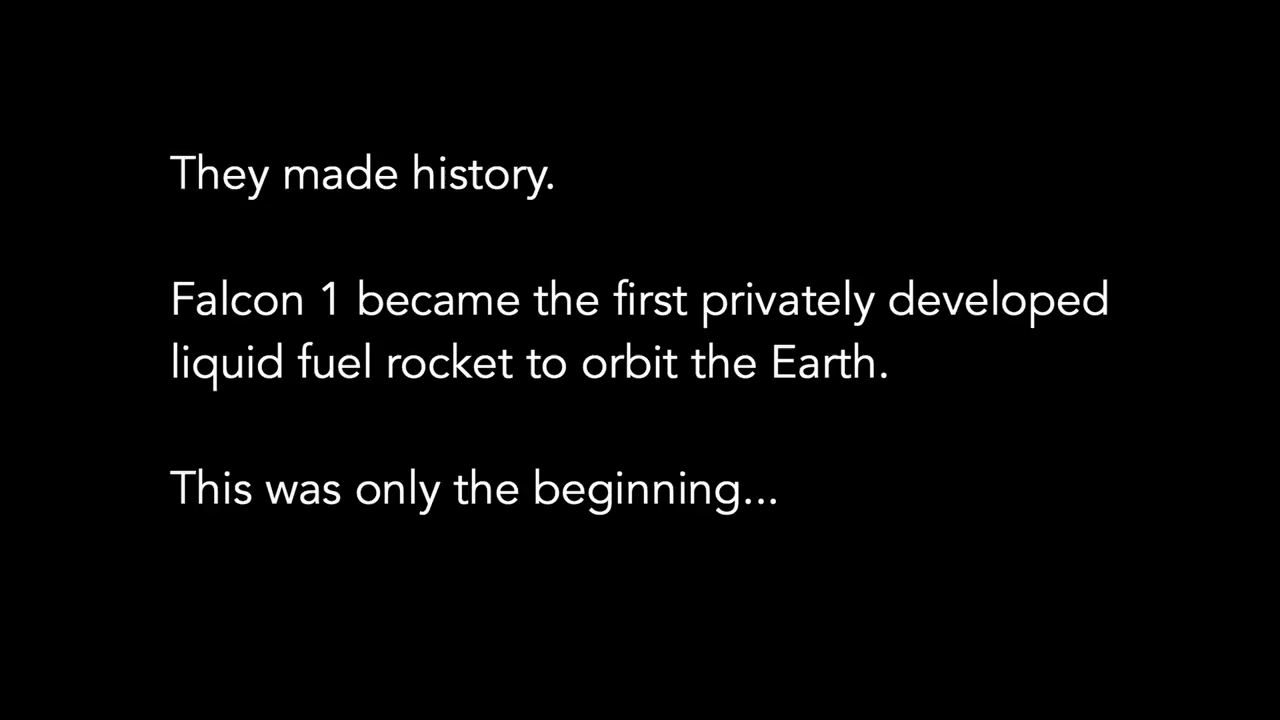 They made history.
Falcon 1 became the first privately developed
liquid fuel rocket to orbit the Earth.
This was only the beginning...